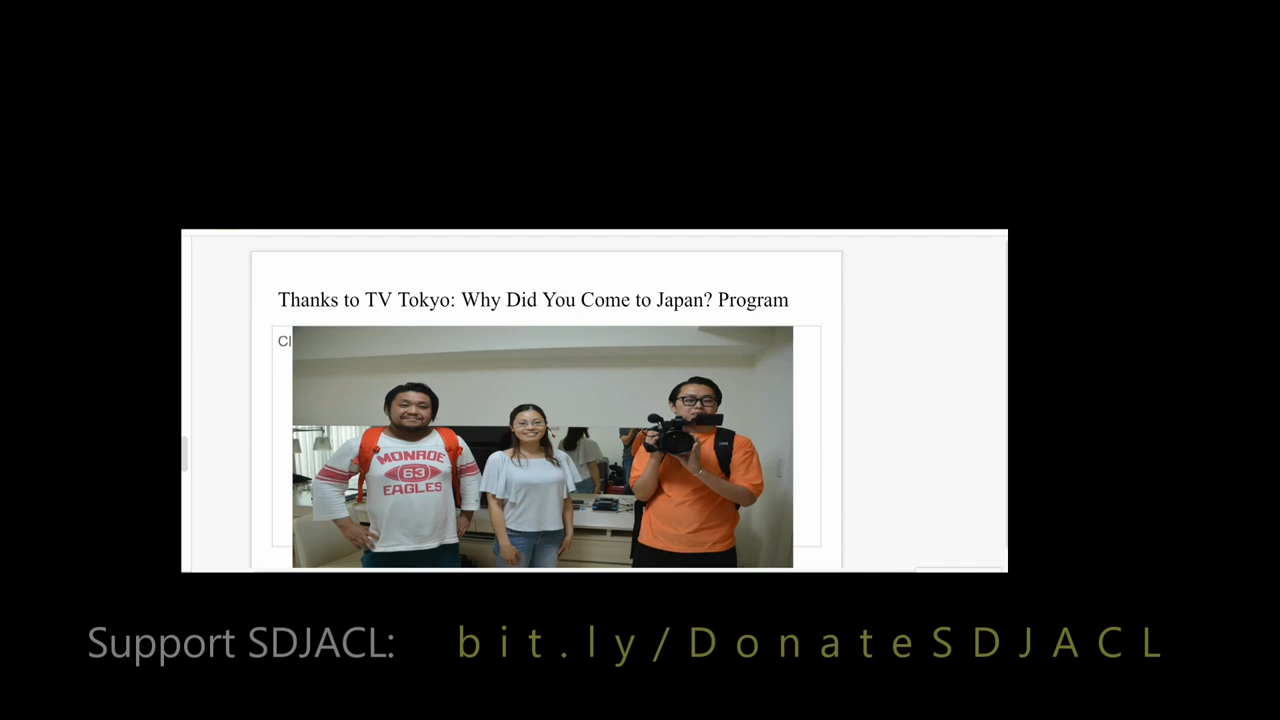 Thanks to TV Tokyo: Why Did You Come to Japan? Program
Cl
MONROE
63
EAGLES
Support SDJACL: bit.ly/DonateSDJACL